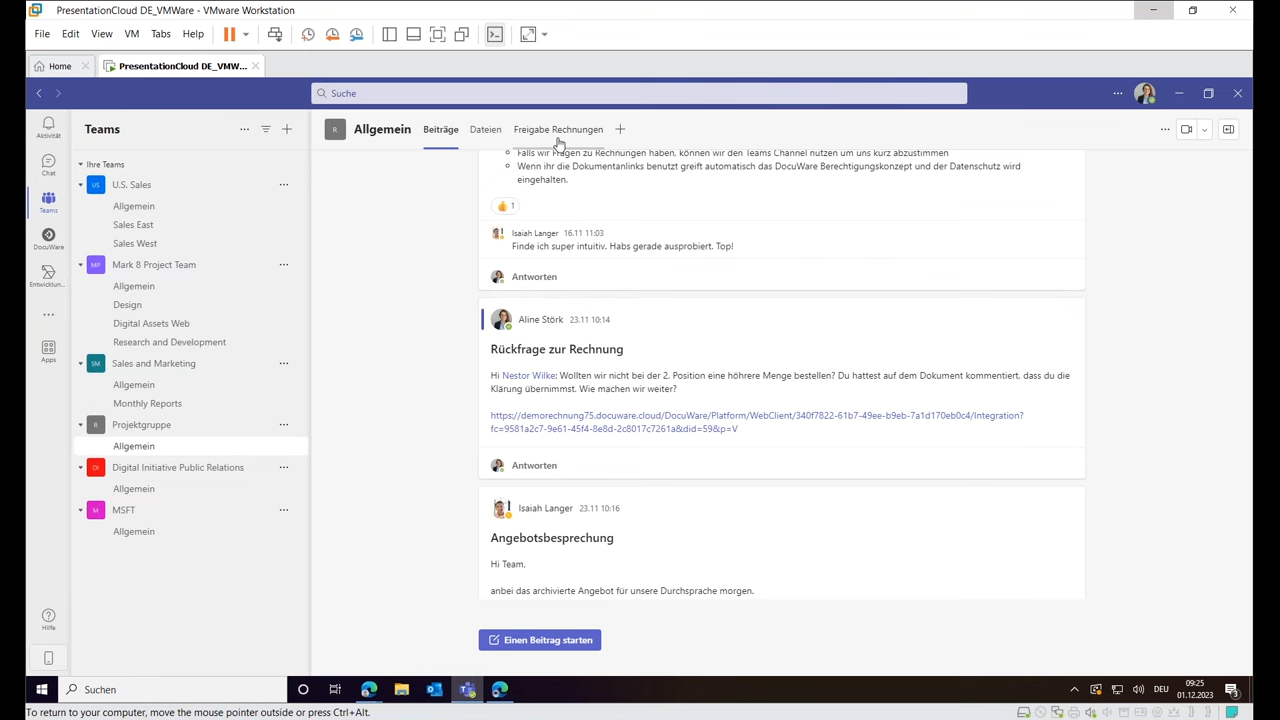 PresentationCloud DE_VMWare - VMware Workstation
File Edit View VM Tabs Help
Home
PresentationCloud DE_VMW...
Suche
Aktivität
Chat
Teams
DocuWare
Entwicklun...
Apps
Hilfe
Teams
Ihre Teams
US U.S. Sales
Allgemein
Sales East
Sales West
MP Mark 8 Project Team
Allgemein
Design
Digital Assets Web
Research and Development
SM Sales and Marketing
Allgemein
Monthly Reports
R Projektgruppe
Allgemein
DI Digital Initiative Public Relations
Allgemein
M MSFT
Allgemein
R Allgemein Beiträge Dateien Freigabe Rechnungen
Falls wir Fragen zu Rechnungen haben, können wir den Teams Channel nutzen um uns kurz abzustimmen
Wenn ihr die Dokumentanlinks benutzt greift automatisch das DocuWare Berechtigungskonzept und der Datenschutz wird
eingehalten.
1
Isaiah Langer 16.11 11:03
Finde ich super intuitiv. Habs gerade ausprobiert. Top!
Antworten
Aline Störk 23.11 10:14
Rückfrage zur Rechnung
Hi Nestor Wilke: Wollten wir nicht bei der 2. Position eine höhrere Menge bestellen? Du hattest auf dem Dokument kommentiert, dass du die
Klärung übernimmst. Wie machen wir weiter?
https://demorechnung75.docuware.cloud/DocuWare/Platform/WebClient/340f7822-61b7-49ee-b9eb-7a1d170eb0c4/Integration?
fc=9581a2c7-9e61-45f4-8e8d-2c8017c7261a&did=59&p=V
Antworten
Isaiah Langer 23.11 10:16
Angebotsbesprechung
Hi Team,
anbei das archivierte Angebot für unsere Durchsprache morgen.
Einen Beitrag starten
Suchen
DEU
09:25
01.12.2023
3
To return to your computer, move the mouse pointer outside or press Ctrl+Alt.